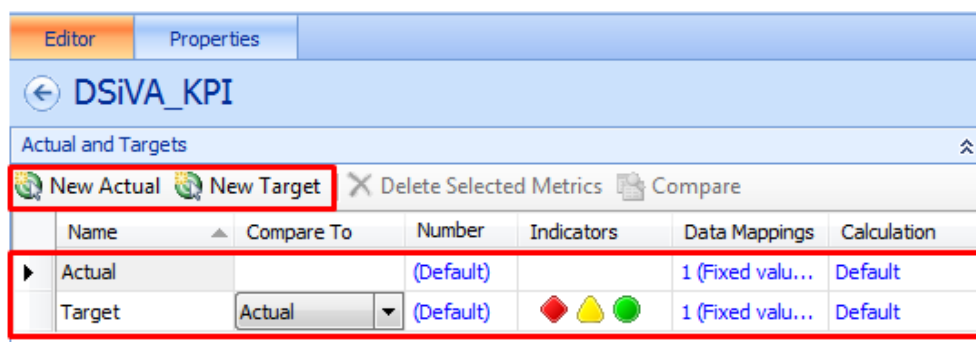 Editor Properties
DSiVA_KPI
Actual and Targets
New Actual New Target Delete Selected Metrics Compare
Name Compare To Number Indicators Data Mappings Calculation
Actual (Default) 1 (Fixed valu... Default
Target Actual (Default) 1 (Fixed valu... Default